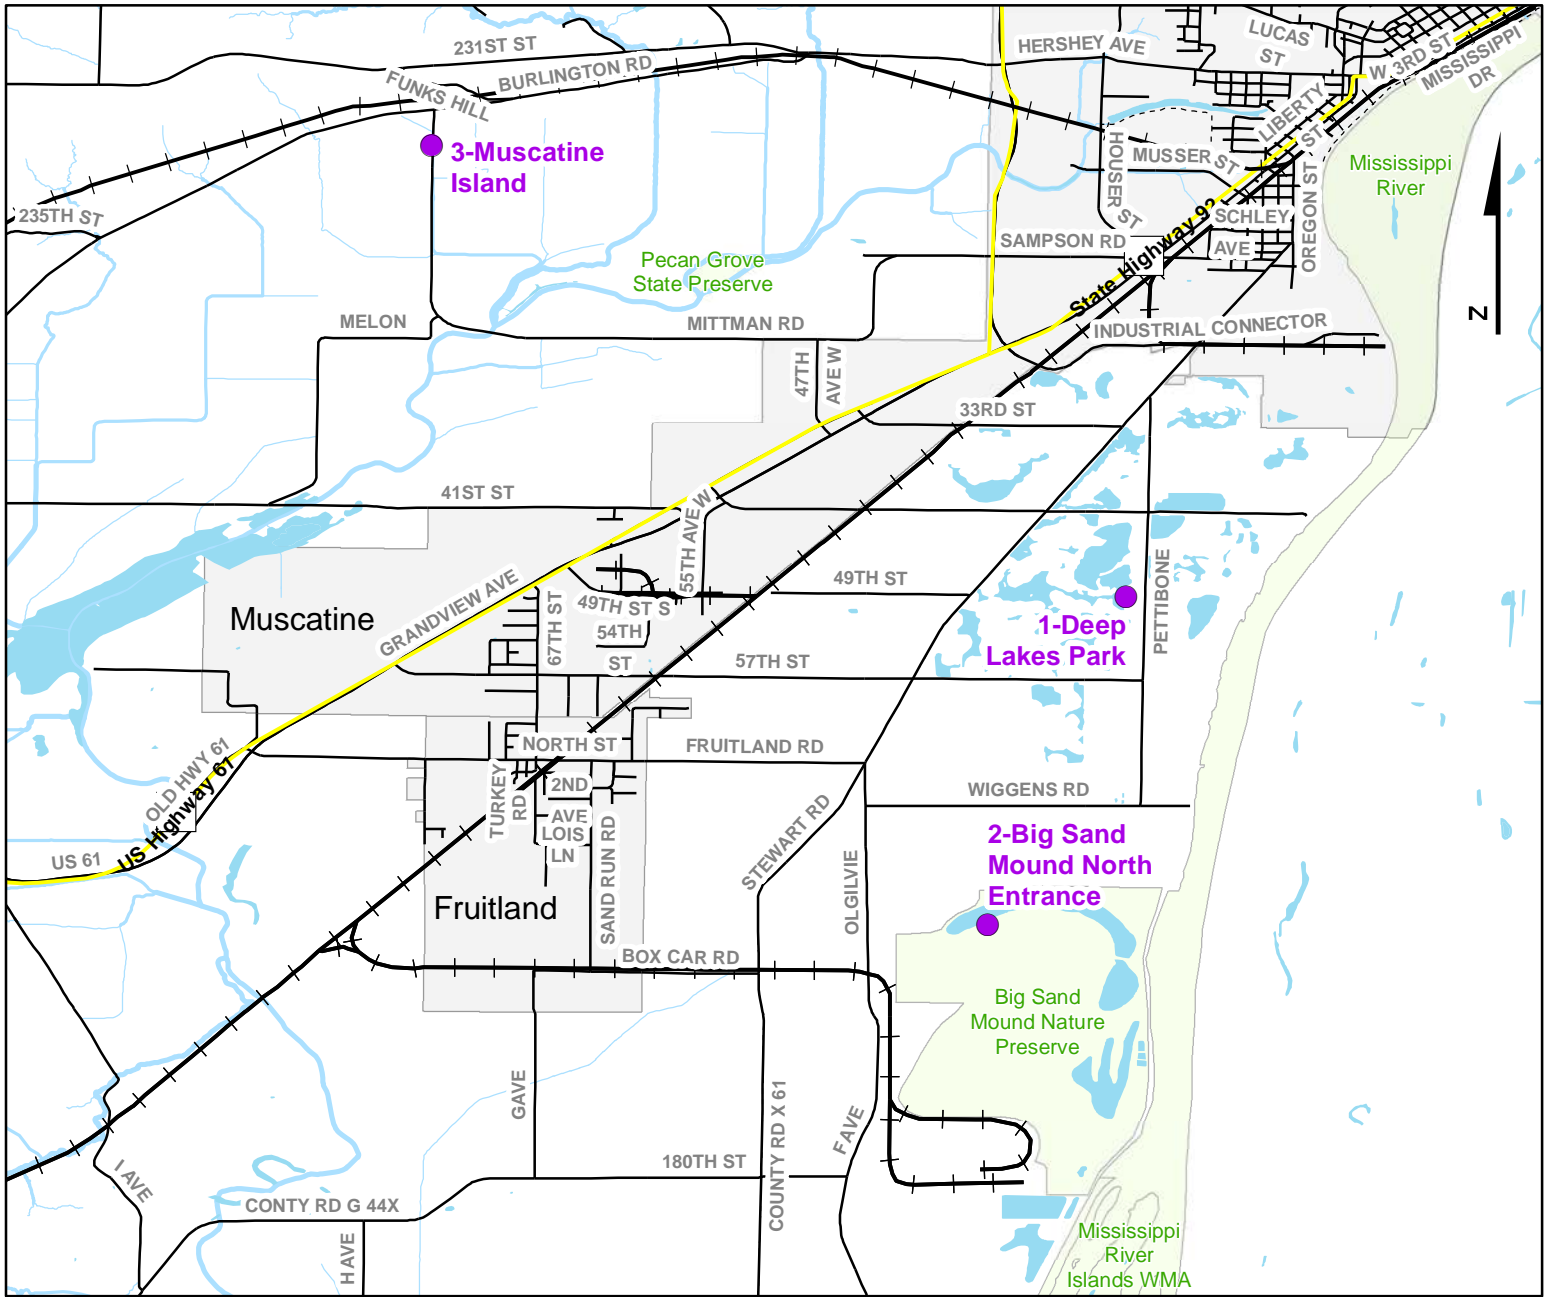 231ST ST
BURLINGTON RD
FUNKS HILL
HERSHEY AVE
LUCAS
ST
W 3RD ST
MISSISSIPPI
DR
LIBERTY
ST
3-Muscatine
Island
HOUSER
ST
MUSSER ST
Mississippi
River
235TH ST
SCHLEY
AVE
OREGON ST
SAMPSON RD
State Highway 92
Pecan Grove
State Preserve
Z
MELON
MITTMAN RD
INDUSTRIAL CONNECTOR
47TH
AVE W
33RD ST
41ST ST
55TH AVE W
PETTIBONE
49TH ST
GRANDVIEW AVE
Muscatine
67TH ST
49TH ST S
54TH
ST
1-Deep
Lakes Park
57TH ST
OLD HWY 61
US Highway 61
NORTH ST
FRUITLAND RD
TURKEY
RD
2ND
AVE
LOIS
LN
WIGGENS RD
SAND RUN RD
STEWART RD
US 61
2-Big Sand
Mound North
Entrance
OLGILVIE
Fruitland
BOX CAR RD
Big Sand
Mound Nature
Preserve
GAVE
COUNTY RD X 61
F AVE
180TH ST
I AVE
CONTY RD G 44X
H AVE
Mississippi
River
Islands WMA